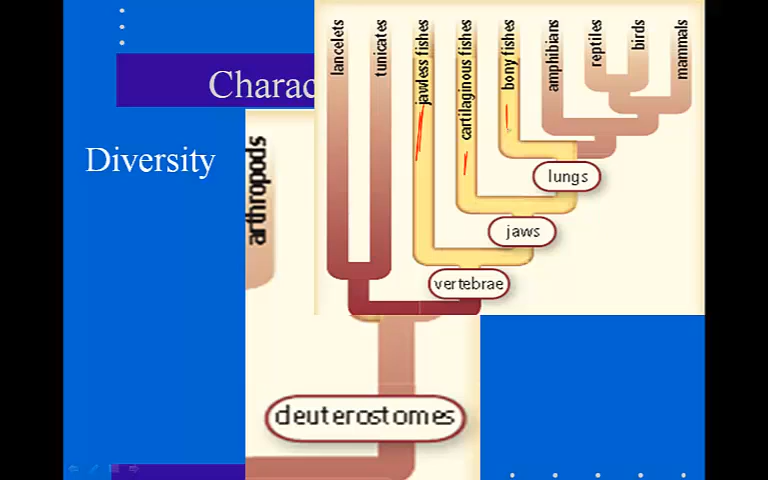 Charac
Diversity
arthropods
lancelets
tunicates
jawless fishes
cartilaginous fishes
bony fishes
amphibians
reptiles
birds
mammals
lungs
jaws
vertebrae
deuterostomes